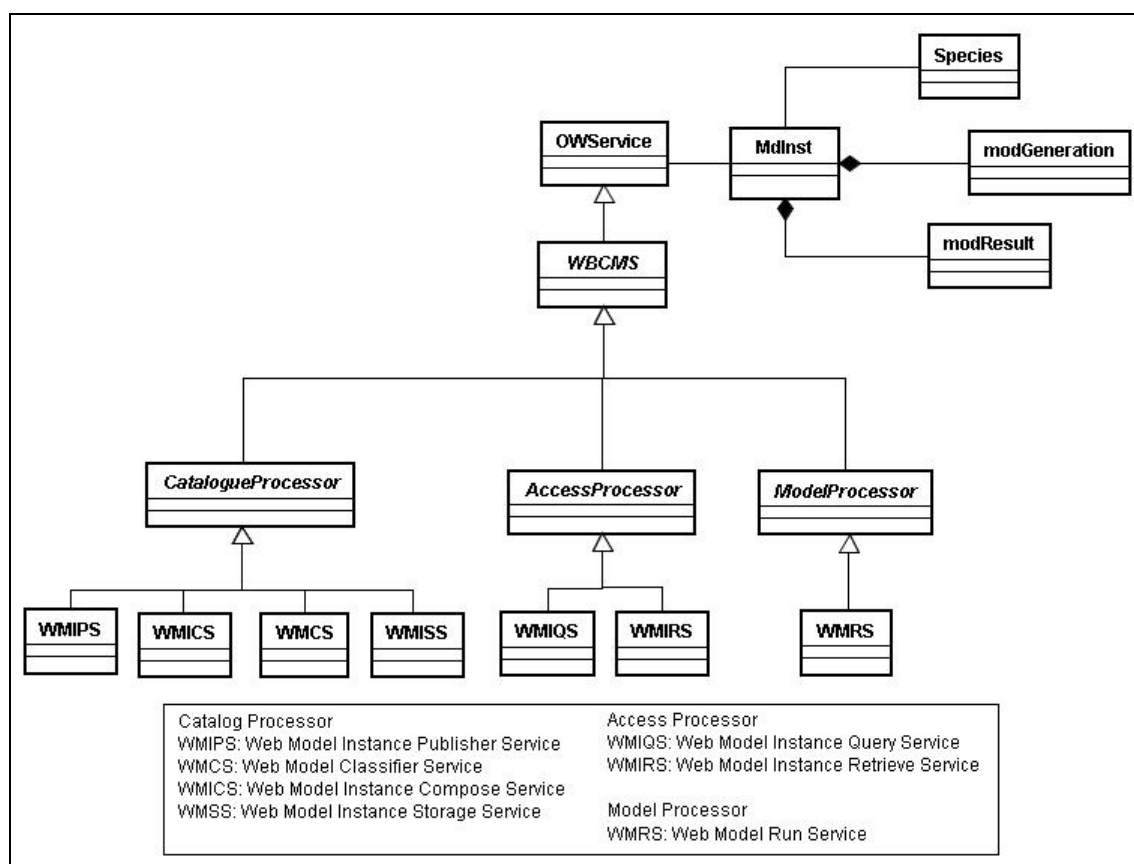 Species
OWService
MdInst
modGeneration
WBCMS
modResult
CatalogueProcessor
AccessProcessor
ModelProcessor
WMIPS
WMICS
WMCS
WMISS
WMIQS
WMIRS
WMRS
Catalog Processor
WMIPS: Web Model Instance Publisher Service
WMCS: Web Model Classifier Service
WMICS: Web Model Instance Compose Service
WMSS: Web Model Instance Storage Service
Access Processor
WMIQS: Web Model Instance Query Service
WMIRS: Web Model Instance Retrieve Service
Model Processor
WMRS: Web Model Run Service